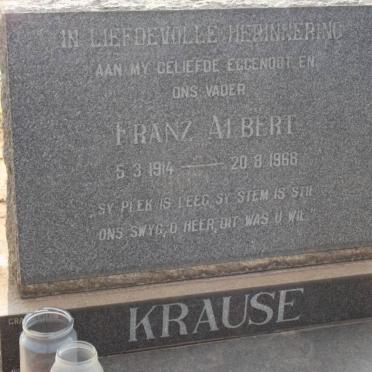 IN LIEFDEVOLLE HERINNERING
AAN MY GELIEFDE EGGENOOT EN
ONS VADER
FRANZ ALBERT
5·3·1914 — 20·8·1968
SY PLEK IS LEEG, SY STEM IS STIL
ONS SWYG, O HEER, DIT WAS U WIL.
KRAUSE